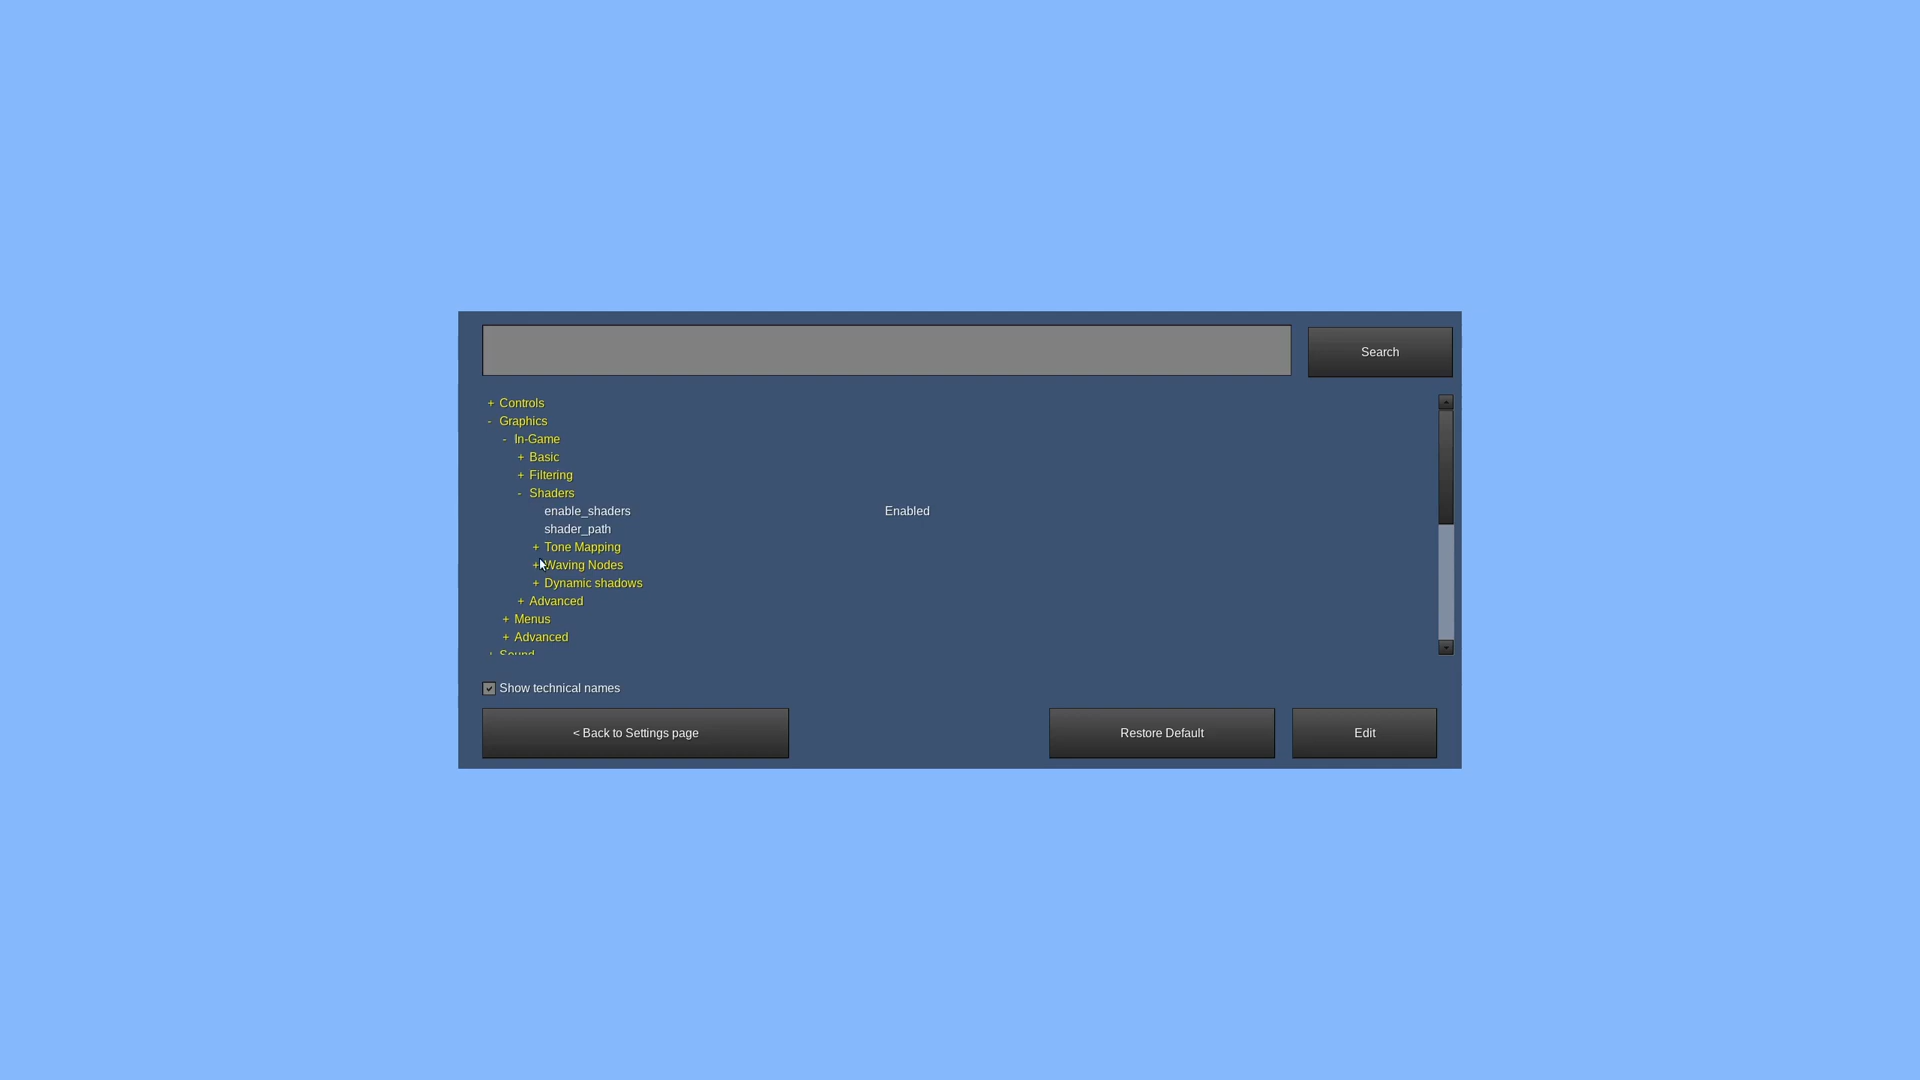 Search
+ Controls
- Graphics
- In-Game
+ Basic
+ Filtering
- Shaders
enable_shaders Enabled
shader_path
+ Tone Mapping
+ Waving Nodes
+ Dynamic shadows
+ Advanced
+ Menus
+ Advanced
+ Sound
Show technical names
< Back to Settings page
Restore Default
Edit